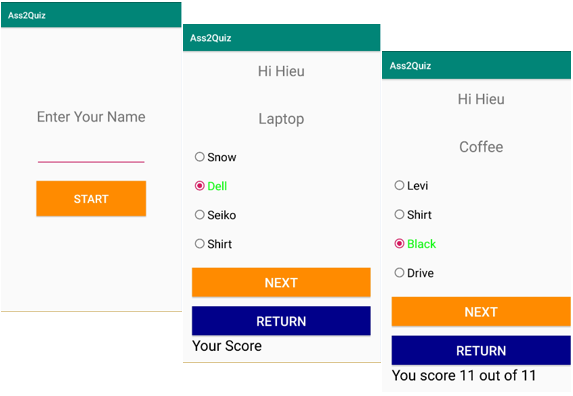 Ass2Quiz
Enter Your Name
START
Ass2Quiz
Hi Hieu
Laptop
Snow
Dell
Seiko
Shirt
NEXT
RETURN
Your Score
Ass2Quiz
Hi Hieu
Coffee
Levi
Shirt
Black
Drive
NEXT
RETURN
You score 11 out of 11